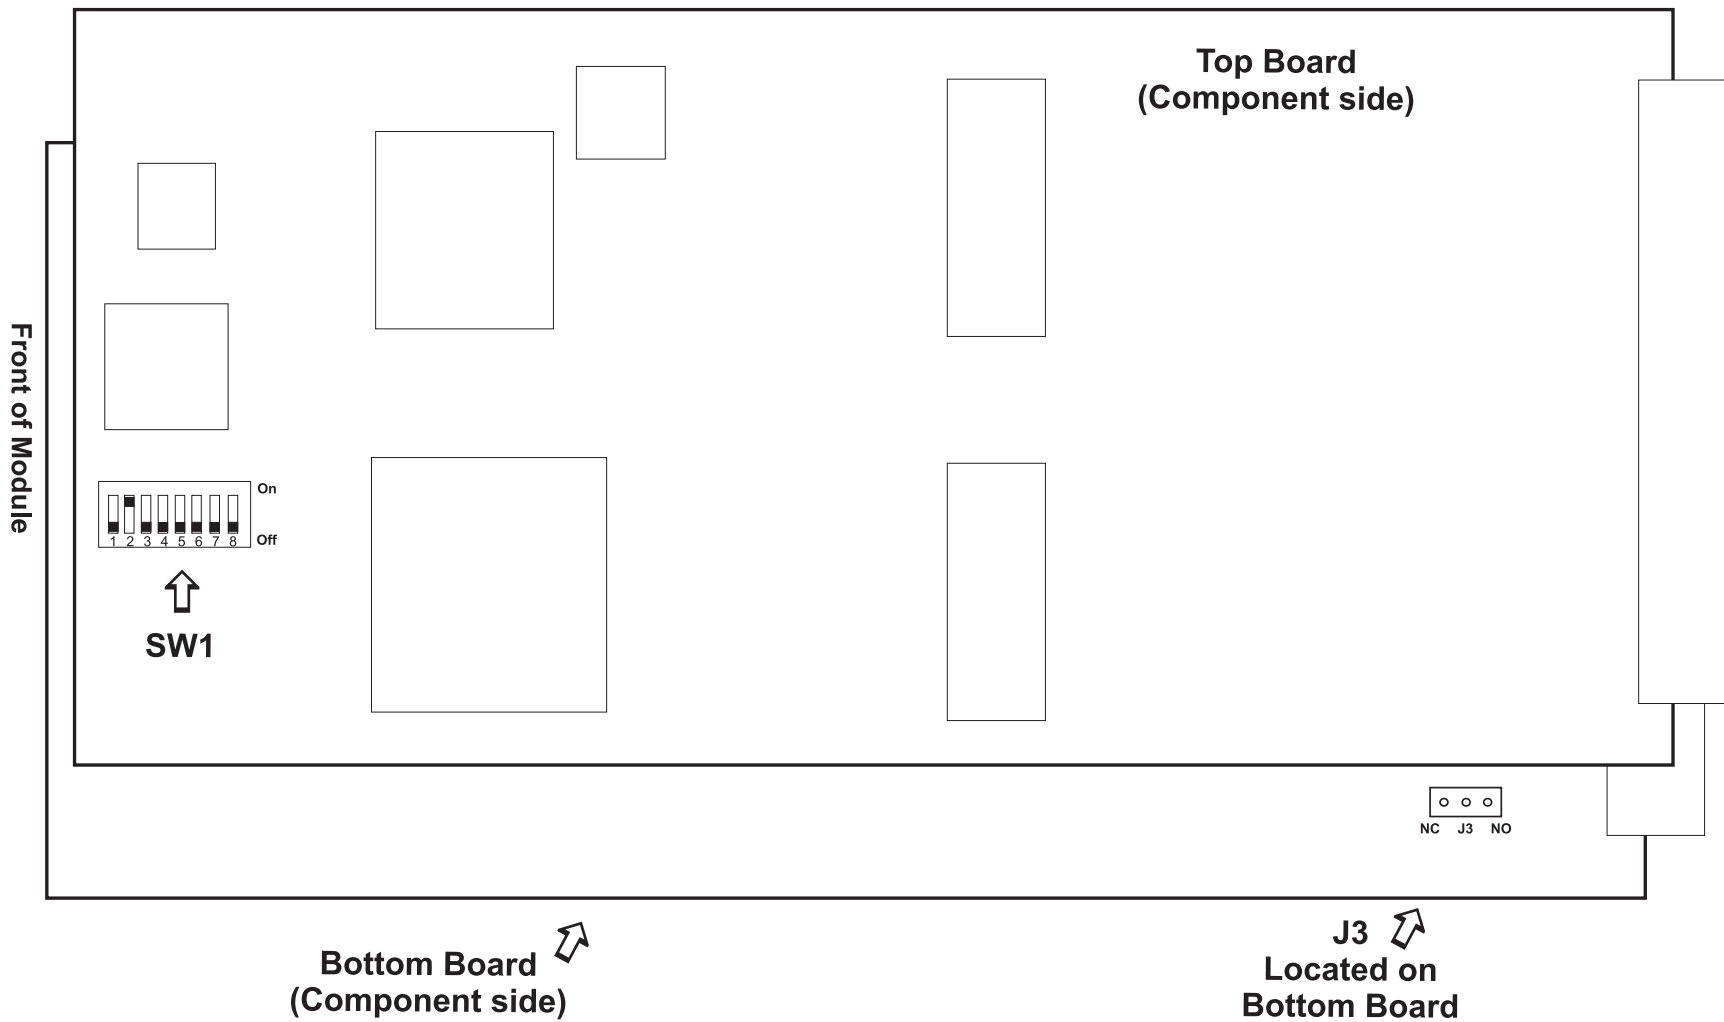 Top Board
(Component side)
Front of Module
On
1 2 3 4 5 6 7 8
Off
SW1
NC J3 NO
Bottom Board
(Component side)
J3
Located on
Bottom Board